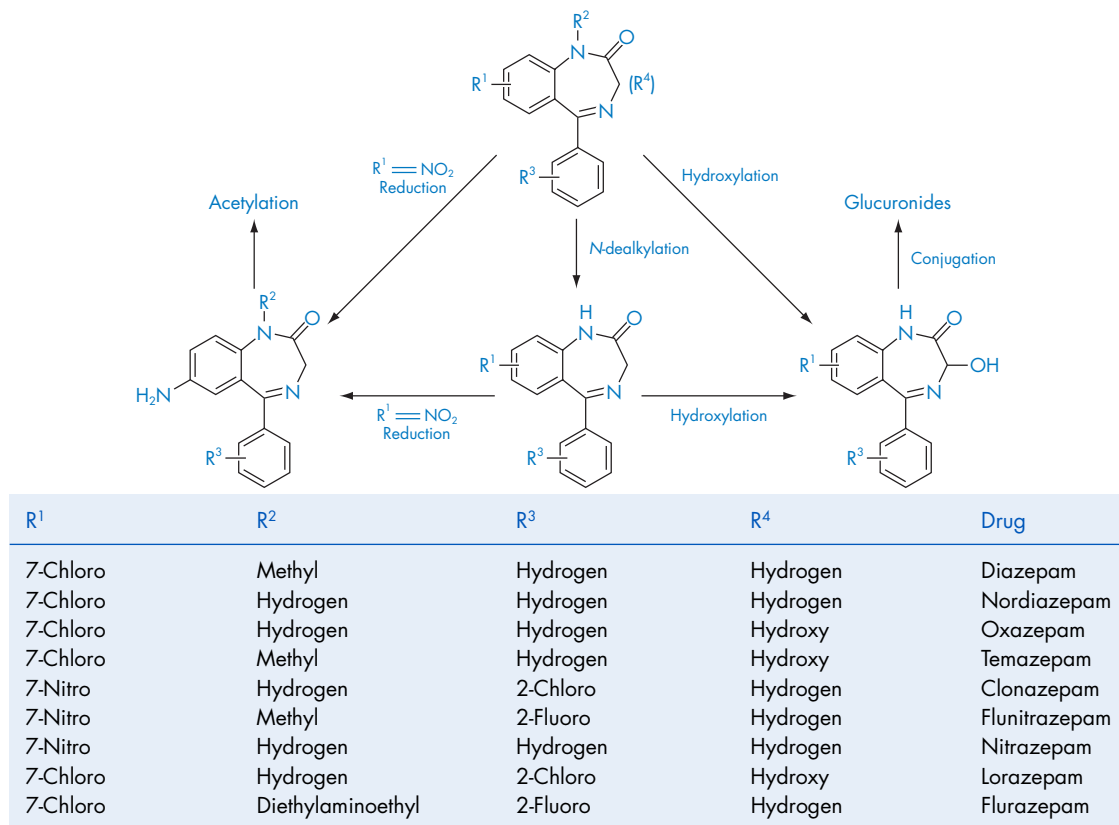 R²
N
O
R¹
(R⁴)
N
R¹ = NO₂
Reduction
R³
Hydroxylation
Acetylation
Glucuronides
N-dealkylation
Conjugation
R²
N
O
H₂N
N
R³
H
N
O
R¹
N
R³
H
N
O
R¹
OH
N
R³
R¹ = NO₂
Reduction
Hydroxylation
R¹ R² R³ R⁴ Drug
7-Chloro Methyl Hydrogen Hydrogen Diazepam
7-Chloro Hydrogen Hydrogen Hydrogen Nordiazepam
7-Chloro Hydrogen Hydrogen Hydroxy Oxazepam
7-Chloro Methyl Hydrogen Hydroxy Temazepam
7-Nitro Hydrogen 2-Chloro Hydrogen Clonazepam
7-Nitro Methyl 2-Fluoro Hydrogen Flunitrazepam
7-Nitro Hydrogen Hydrogen Hydrogen Nitrazepam
7-Chloro Hydrogen 2-Chloro Hydroxy Lorazepam
7-Chloro Diethylaminoethyl 2-Fluoro Hydrogen Flurazepam